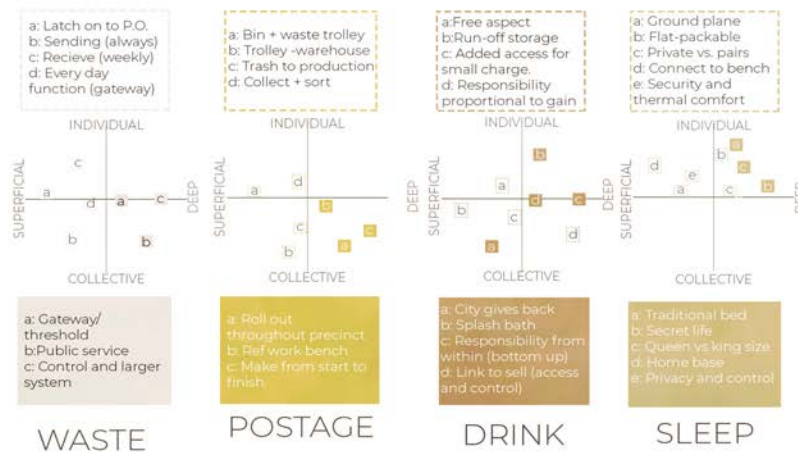 a: Latch on to P.O.
b: Sending (always)
c: Recieve (weekly)
d: Every day
function (gateway)
INDIVIDUAL
SUPERFICIAL
DEEP
c
a
d
a
c
b
b
COLLECTIVE
a: Gateway/
threshold
b:Public service
c: Control and larger
system
WASTE
a: Bin + waste trolley
b: Trolley -warehouse
c: Trash to production
d: Collect + sort
INDIVIDUAL
SUPERFICIAL
DEEP
d
a
b
c
c
a
b
COLLECTIVE
a: Roll out
throughout precinct
b: Ref work bench
c: Make from start to
finish.
POSTAGE
a:Free aspect
b:Run-off storage
c: Added access for
small charge.
d: Responsibility
proportional to gain
INDIVIDUAL
SUPERFICIAL
b
a
d
c
b
c
d
a
COLLECTIVE
a: City gives back
b: Splash bath
c: Responsibility from
within (bottom up)
d: Link to sell (access
and control)
DRINK
a: Ground plane
b: Flat-packable
c: Private vs. pairs
d: Connect to bench
e: Security and
thermal comfort
INDIVIDUAL
SUPERFICIAL
DEEP
a
b
d
c
e
a
c
b
COLLECTIVE
a: Traditional bed
b: Secret life
c: Queen vs king size
d: Home base
e: Privacy and control
SLEEP